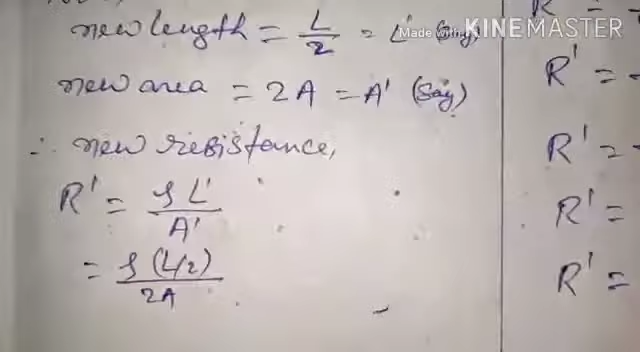 Made with KINEMASTER
new length = L/2 = L' (Say)
new area = 2A = A' (Say)
∴ new resistance,
R' = ρL'/A'
= ρ(L/2)/2A
R' =
R' =
R' =
R' =
R' =